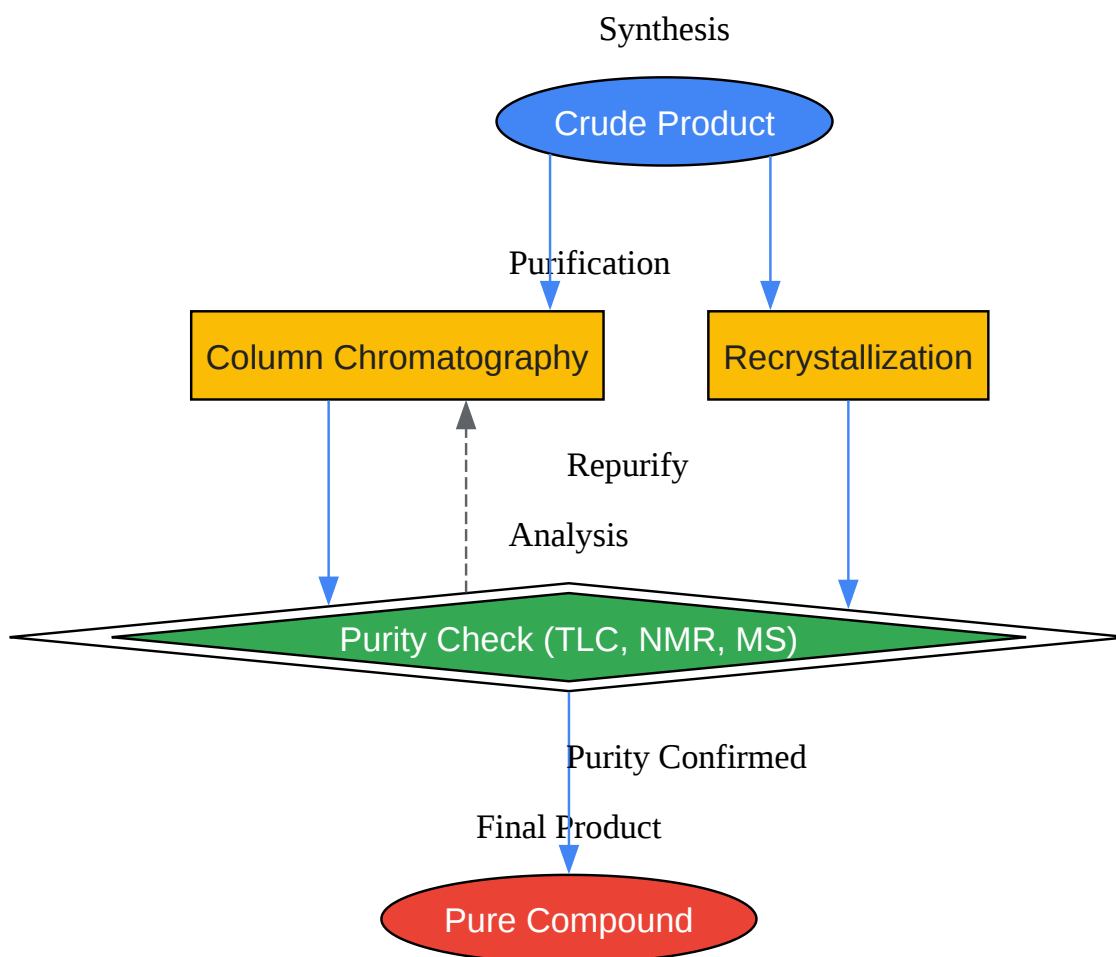 Synthesis
Crude Product
Purification
Column Chromatography
Recrystallization
Repurify
Analysis
Purity Check (TLC, NMR, MS)
Purity Confirmed
Final Product
Pure Compound